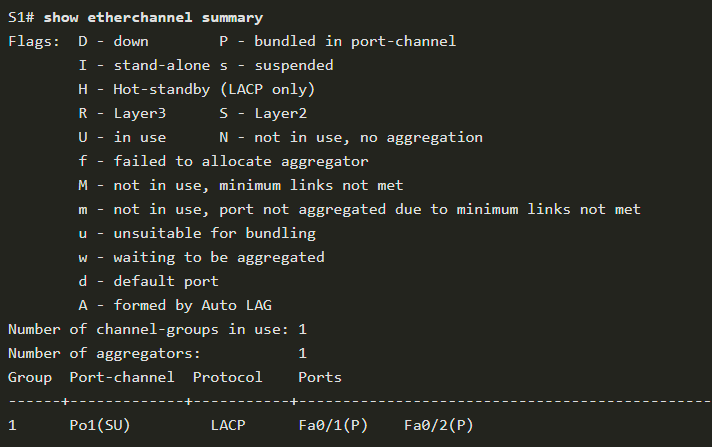 S1# show etherchannel summary
Flags:  D - down        P - bundled in port-channel
        I - stand-alone s - suspended
        H - Hot-standby (LACP only)
        R - Layer3      S - Layer2
        U - in use      N - not in use, no aggregation
        f - failed to allocate aggregator
        M - not in use, minimum links not met
        m - not in use, port not aggregated due to minimum links not met
        u - unsuitable for bundling
        w - waiting to be aggregated
        d - default port
        A - formed by Auto LAG
Number of channel-groups in use: 1
Number of aggregators:           1
Group  Port-channel  Protocol    Ports
------+-------------+-----------+-----------------------------------------------
1      Po1(SU)         LACP      Fa0/1(P)    Fa0/2(P)